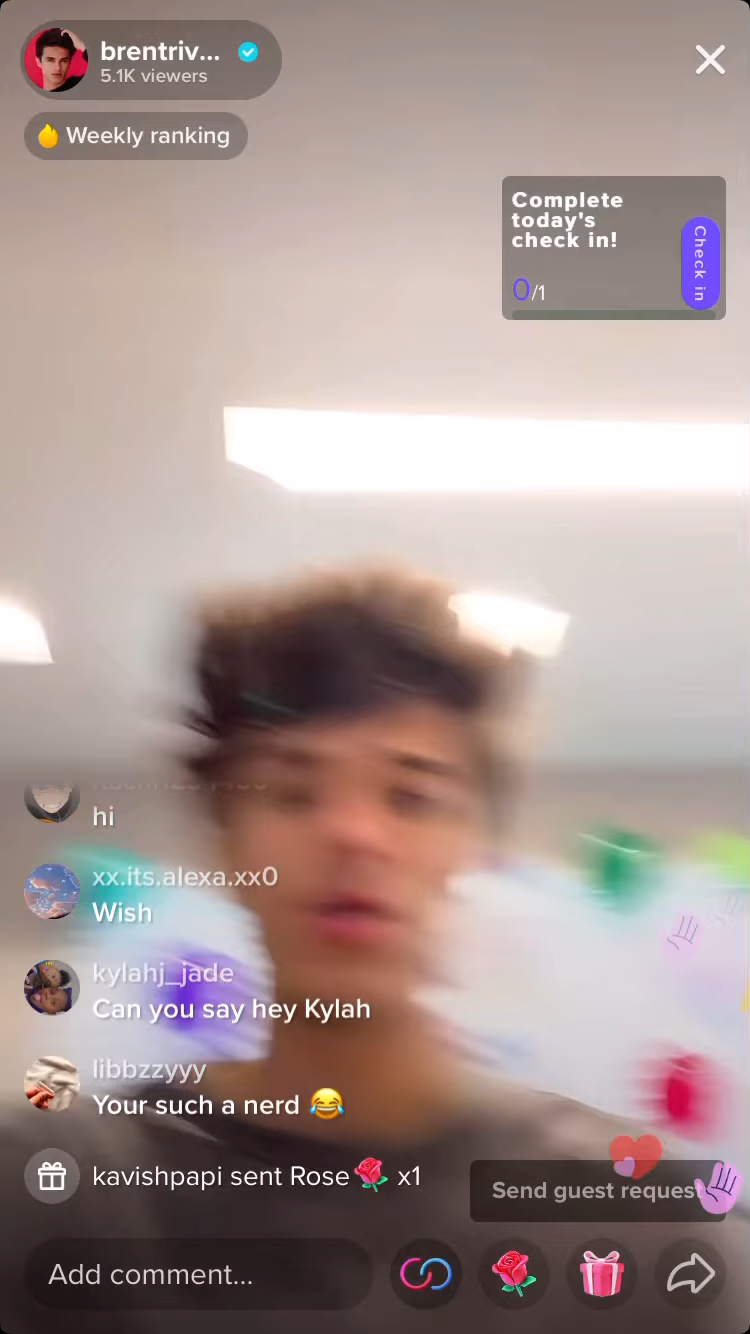 brentriv...
5.1K viewers
Weekly ranking
Complete
today's
check in!
Check in
0/1
hi
xx.its.alexa.xx0
Wish
kylahj_jade
Can you say hey Kylah
libbzzyyy
Your such a nerd 😂
kavishpapi sent Rose🌹 x1
Send guest request
Add comment...